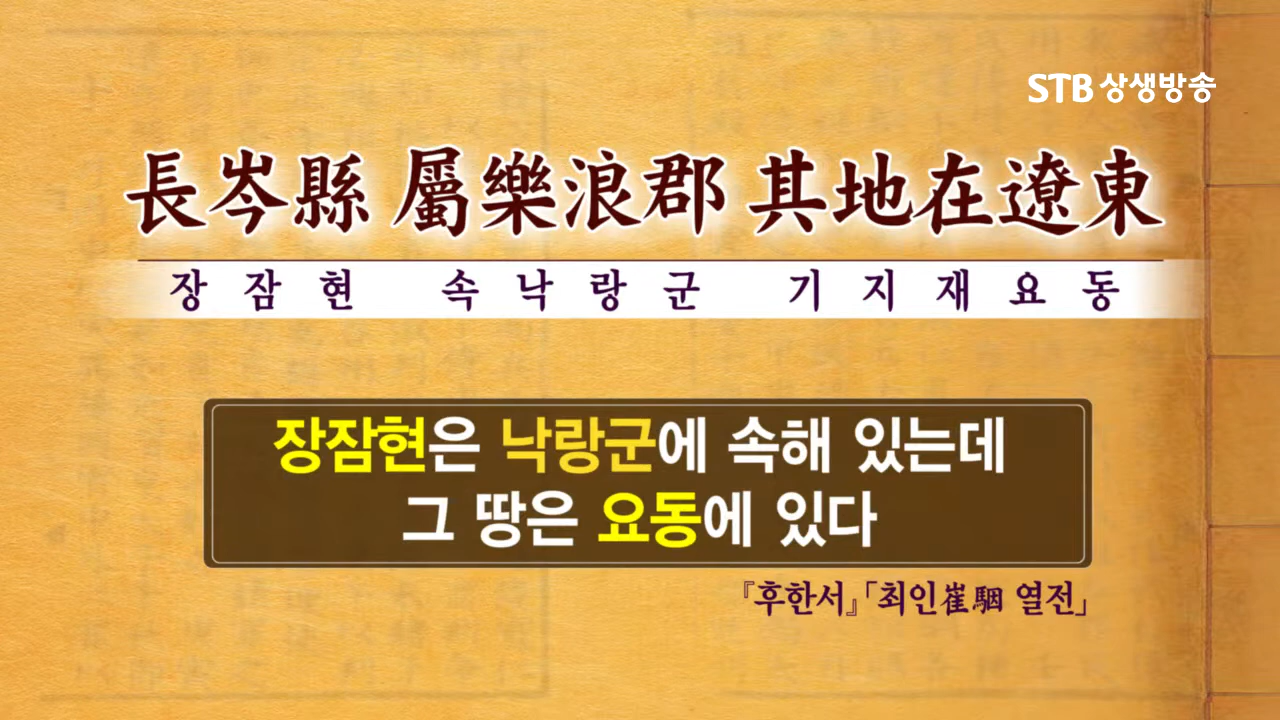 STB 상생방송
長岑縣 屬樂浪郡 其地在遼東
장잠현 속낙랑군 기지재요동
장잠현은 낙랑군에 속해 있는데
그 땅은 요동에 있다
『후한서』「최인崔駰 열전」